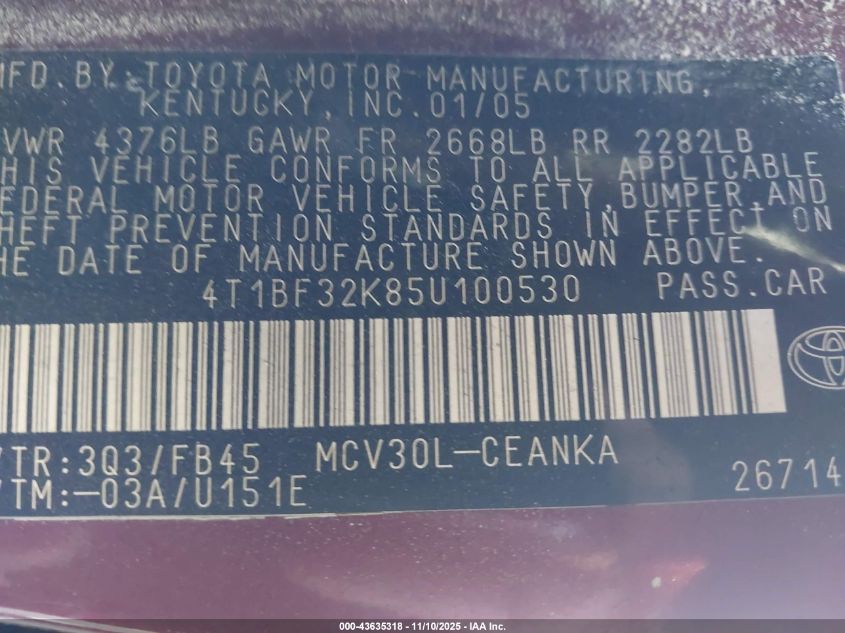 MFD. BY: TOYOTA MOTOR MANUFACTURING,
KENTUCKY, INC. 01/05
VWR 4376LB GAWR FR 2668LB RR 2282LB
HIS VEHICLE CONFORMS TO ALL APPLICABLE
EDERAL MOTOR VEHICLE SAFETY, BUMPER, AND
HEFT PREVENTION STANDARDS IN EFFECT ON
HE DATE OF MANUFACTURE SHOWN ABOVE.
4T1BF32K85U100530 PASS.CAR
/TR:3Q3/FB45 MCV30L-CEANKA
/TM:-03A/U151E 26714
000-43635318 - 11/10/2025 - IAA Inc.